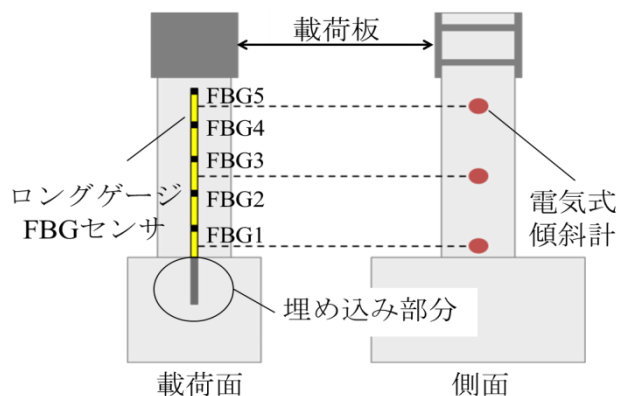 載荷板
FBG5
FBG4
FBG3
FBG2
FBG1
ロングゲージ
FBGセンサ
電気式
傾斜計
埋め込み部分
載荷面
側面